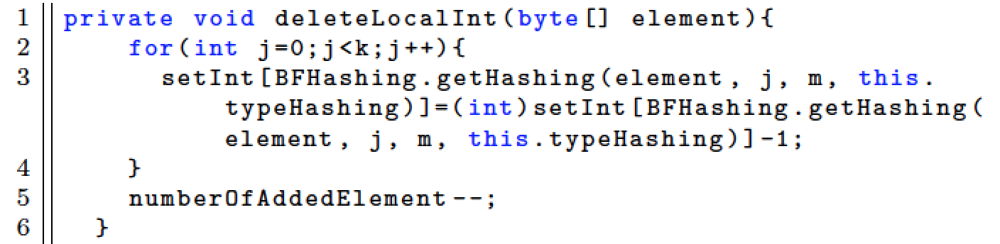 1 private void deleteLocalInt(byte[] element){
2 for(int j=0;j<k;j++){
3 setInt[BFHashing.getHashing(element, j, m, this.
typeHashing)]=(int)setInt[BFHashing.getHashing(
element, j, m, this.typeHashing)]-1;
4 }
5 numberOfAddedElement--;
6 }